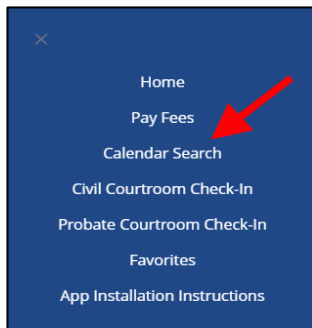 Home
Pay Fees
Calendar Search
Civil Courtroom Check-In
Probate Courtroom Check-In
Favorites
App Installation Instructions